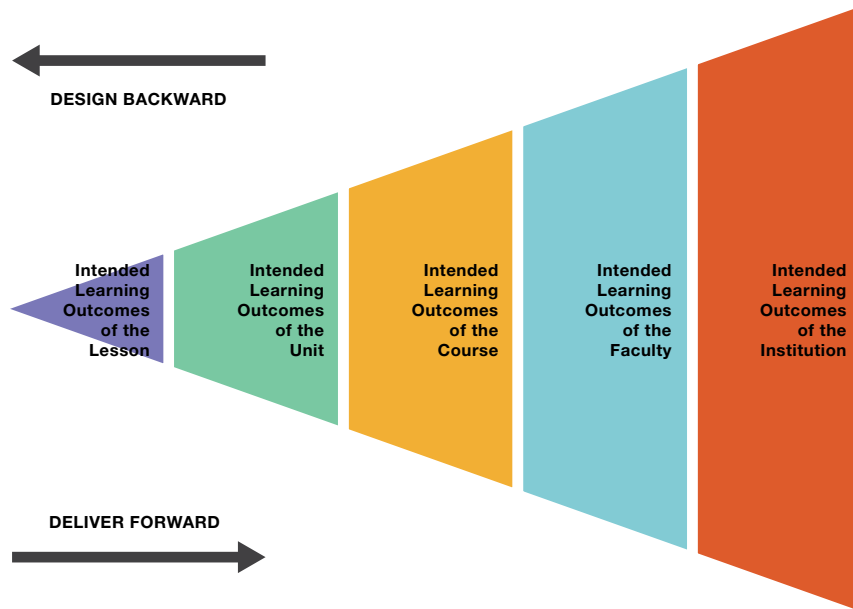 DESIGN BACKWARD
Intended
Learning
Outcomes
of the
Lesson
Intended
Learning
Outcomes
of the
Unit
Intended
Learning
Outcomes
of the
Course
Intended
Learning
Outcomes
of the
Faculty
Intended
Learning
Outcomes
of the
Institution
DELIVER FORWARD